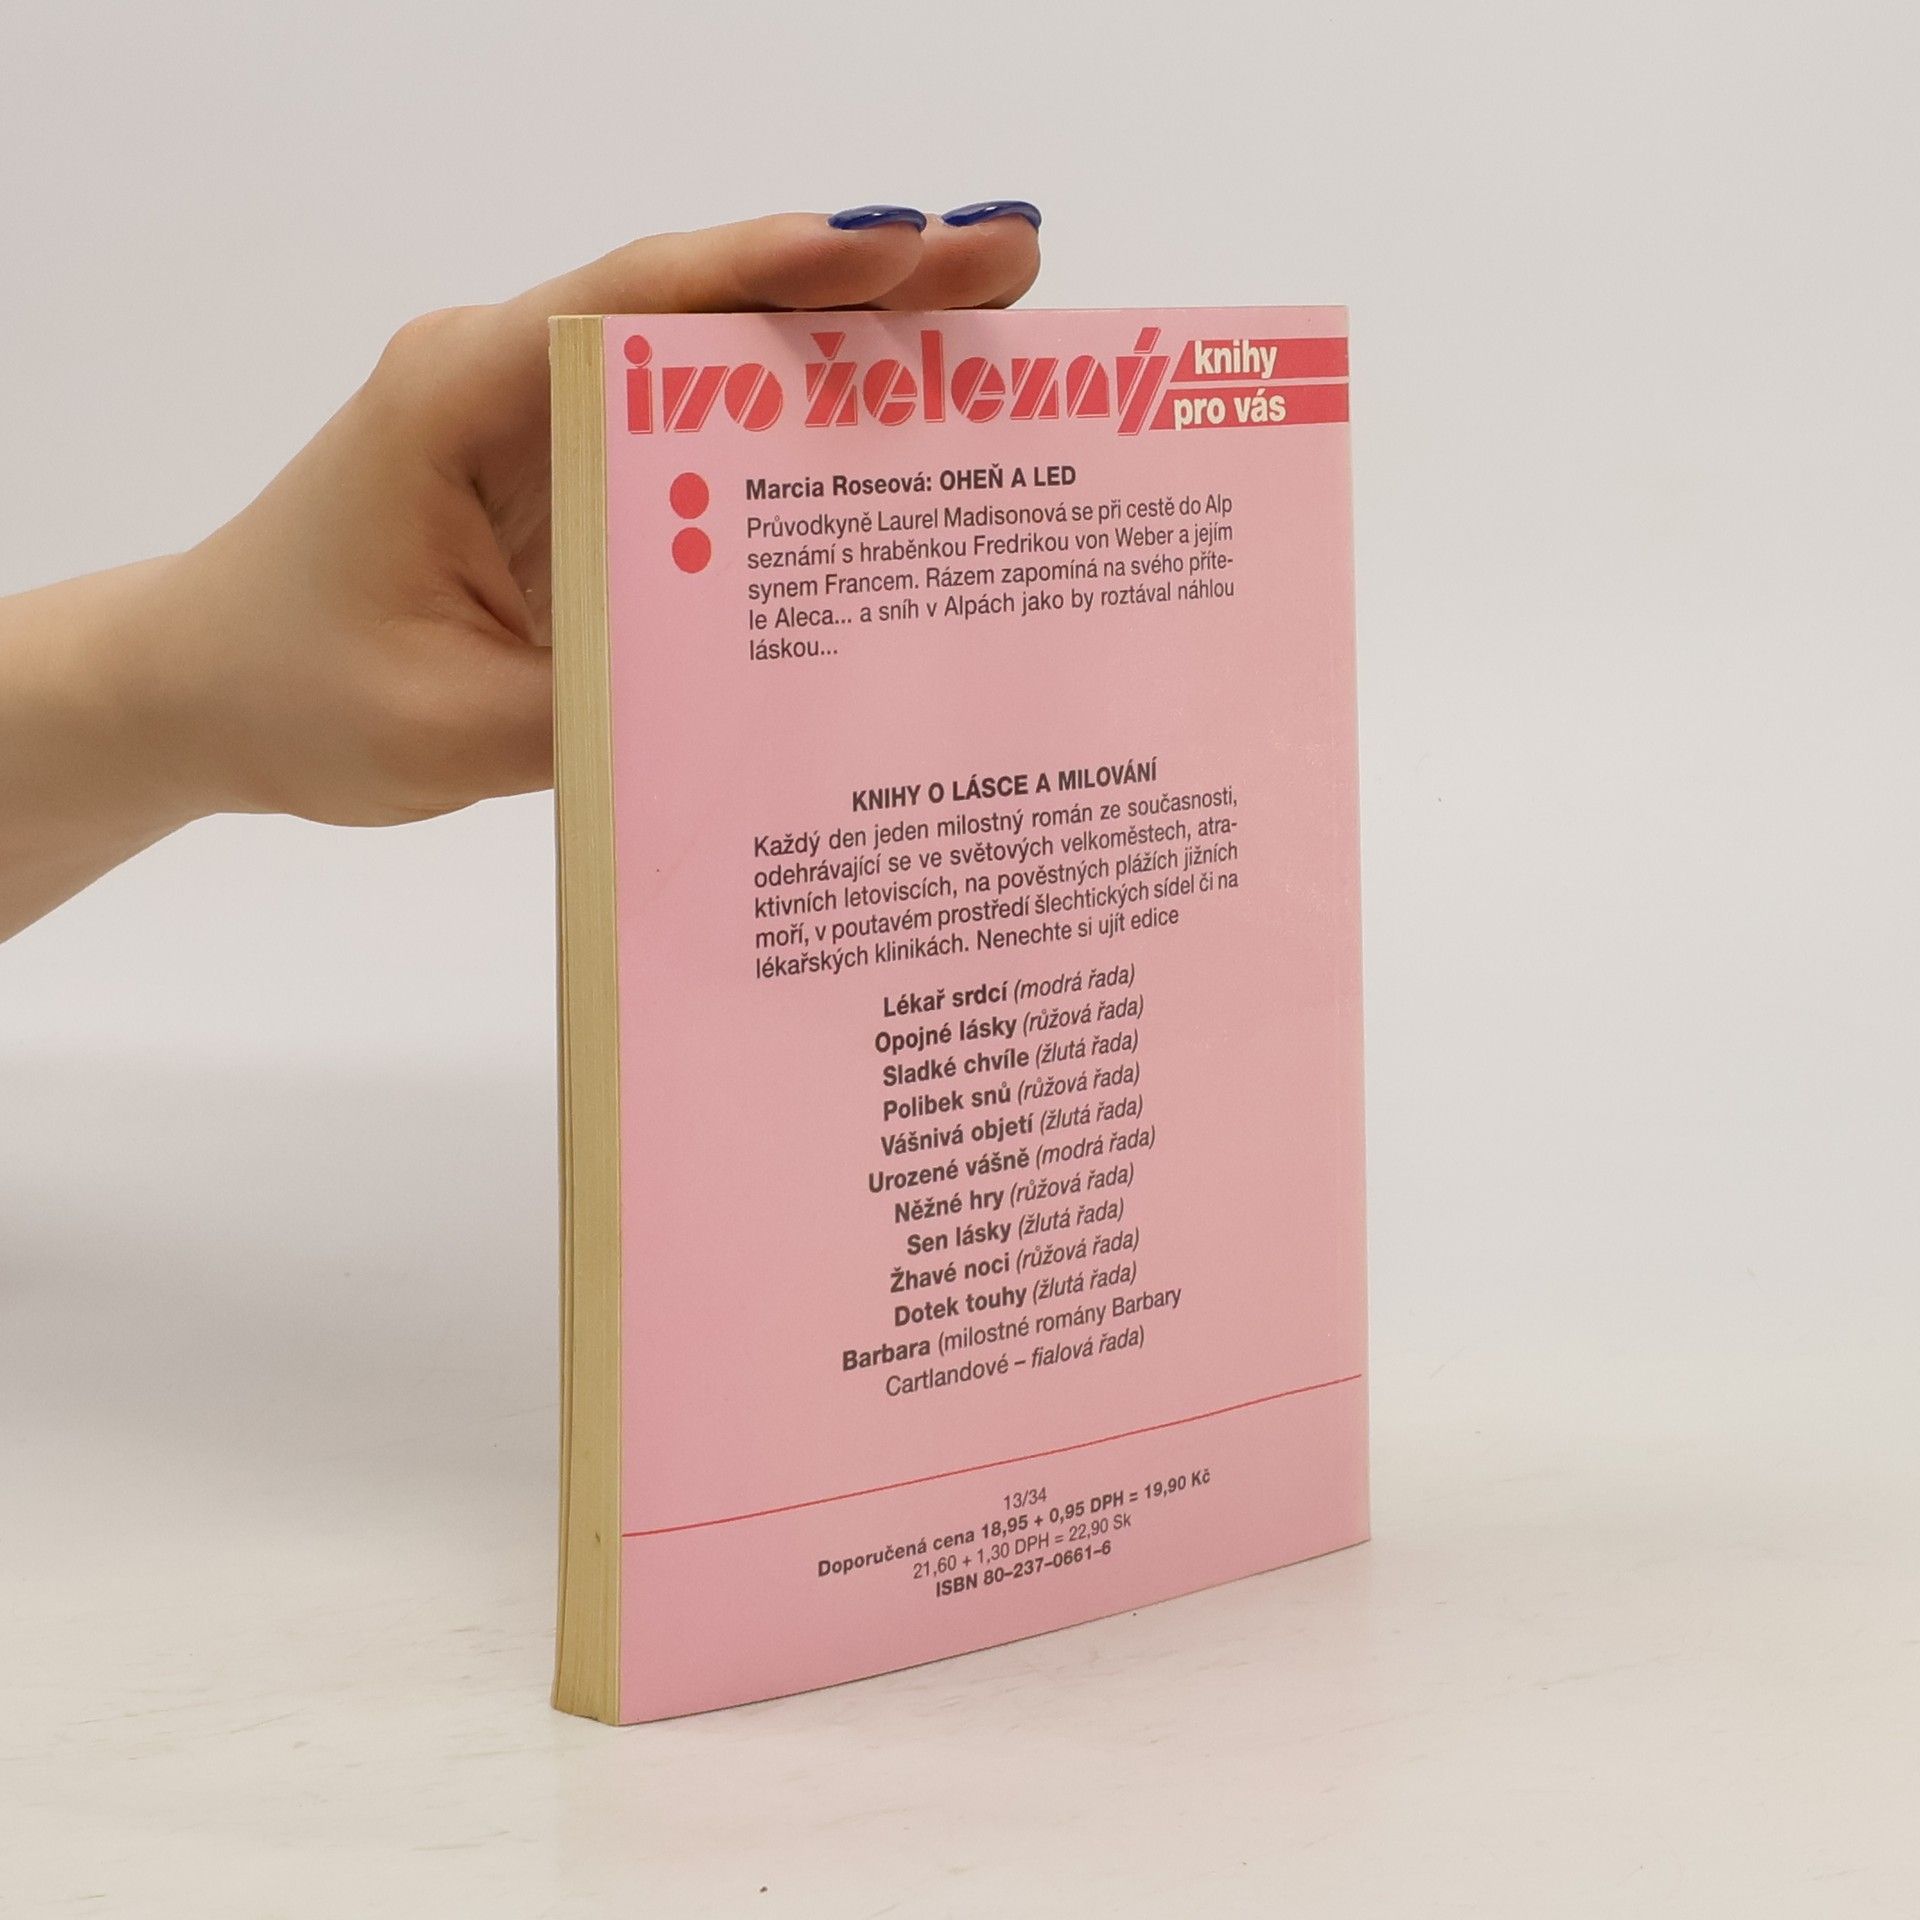 ivo železný knihy
pro vás
Marcia Roseová: OHEŇ A LED
Průvodkyně Laurel Madisonová se při cestě do Alp
seznámí s hraběnkou Fredrikou von Weber a jejím
synem Francem. Rázem zapomíná na svého příte-
le Aleca... a sníh v Alpách jako by roztával náhlou
láskou...
KNIHY O LÁSCE A MILOVÁNÍ
Každý den jeden milostný román ze současnosti,
odehrávající se ve světových velkoměstech, atra-
ktivních letoviscích, na pověstných plážích jižních
moří, v poutavém prostředí šlechtických sídel či na
lékařských klinikách. Nenechte si ujít edice
Lékař srdcí (modrá řada)
Opojné lásky (růžová řada)
Sladké chvíle (žlutá řada)
Polibek snů (růžová řada)
Vášnivá objetí (žlutá řada)
Urozené vášně (modrá řada)
Něžné hry (růžová řada)
Sen lásky (žlutá řada)
Žhavé noci (růžová řada)
Dotek touhy (žlutá řada)
Barbara (milostné romány Barbary
Cartlandové – fialová řada)
13/34
Doporučená cena 18,95 + 0,95 DPH = 19,90 Kč
21,60 + 1,30 DPH = 22,90 Sk
ISBN 80–237–0661–6